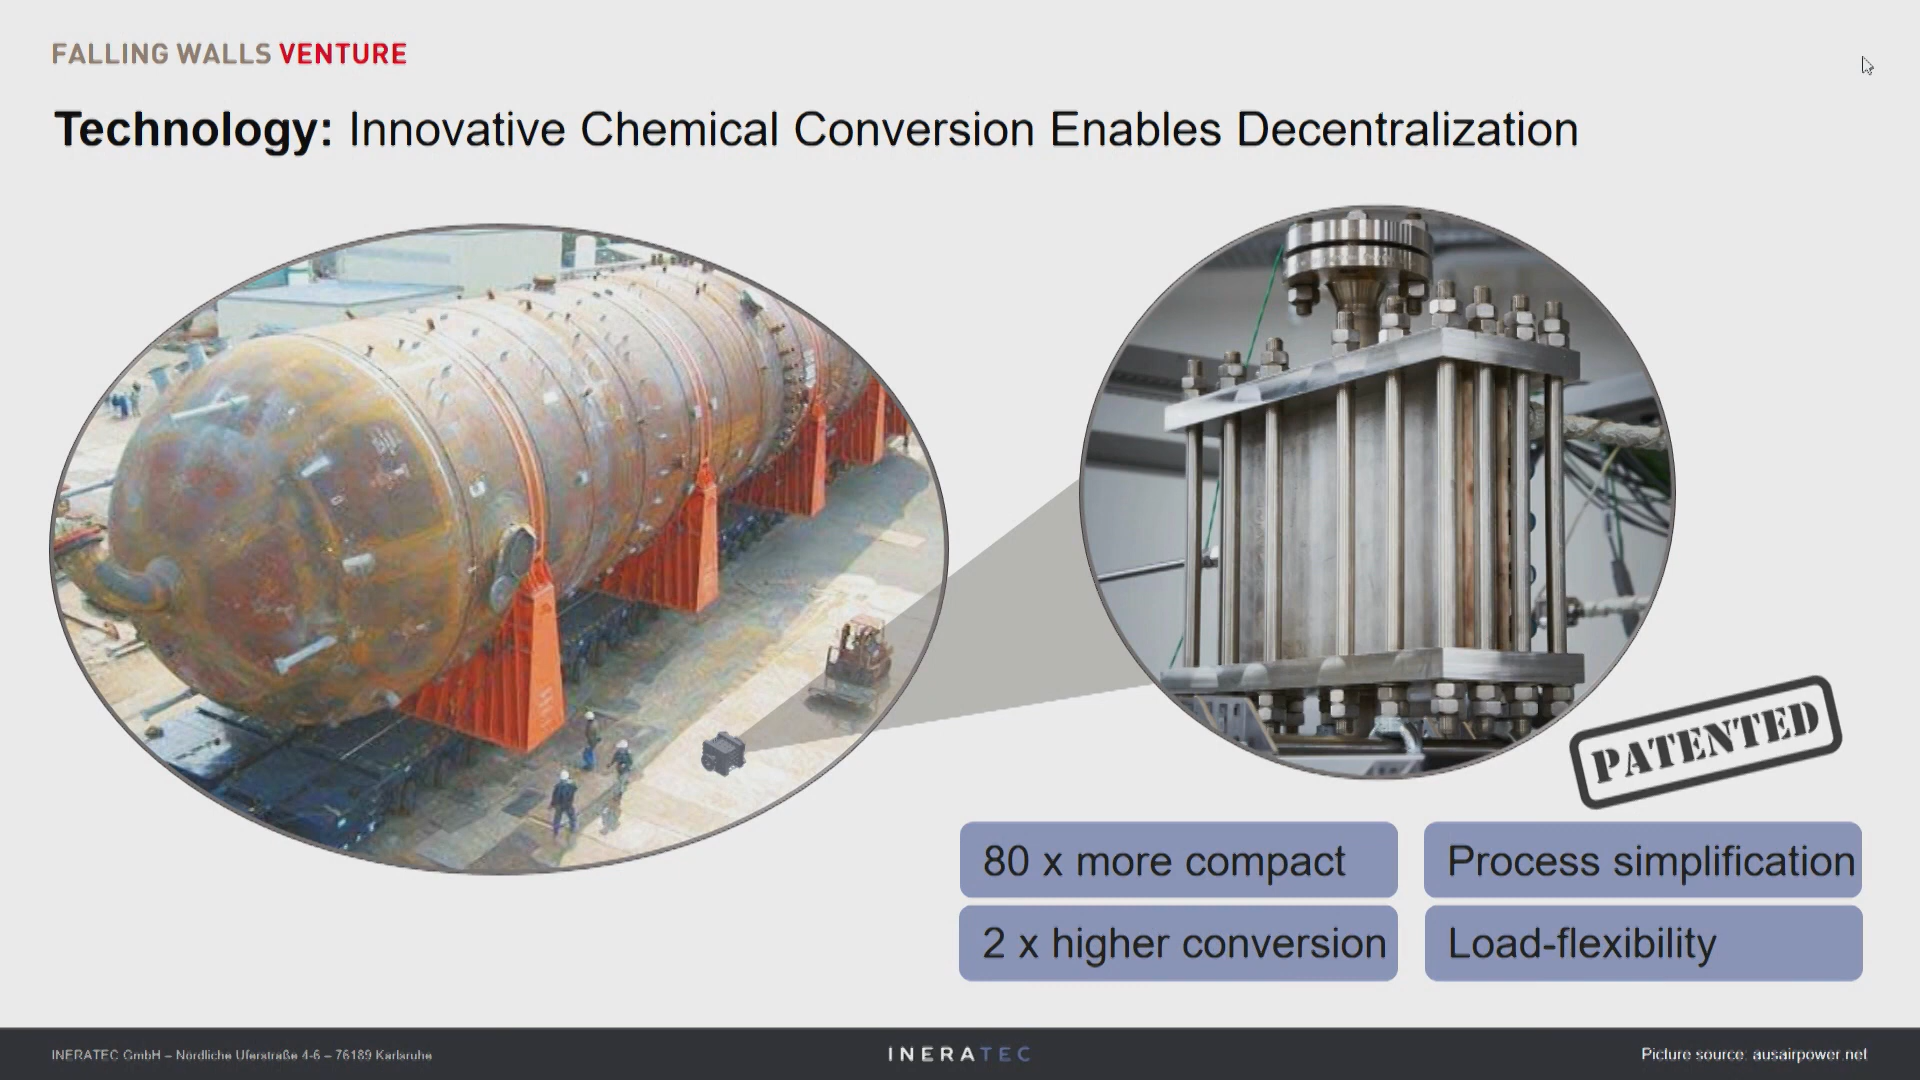 FALLING WALLS VENTURE
Technology: Innovative Chemical Conversion Enables Decentralization
PATENTED
80 x more compact
Process simplification
2 x higher conversion
Load-flexibility
INERATEC GmbH – Nördliche Uferstraße 4-6 – 76189 Karlsruhe
INERATEC
Picture source: ausairpower.net